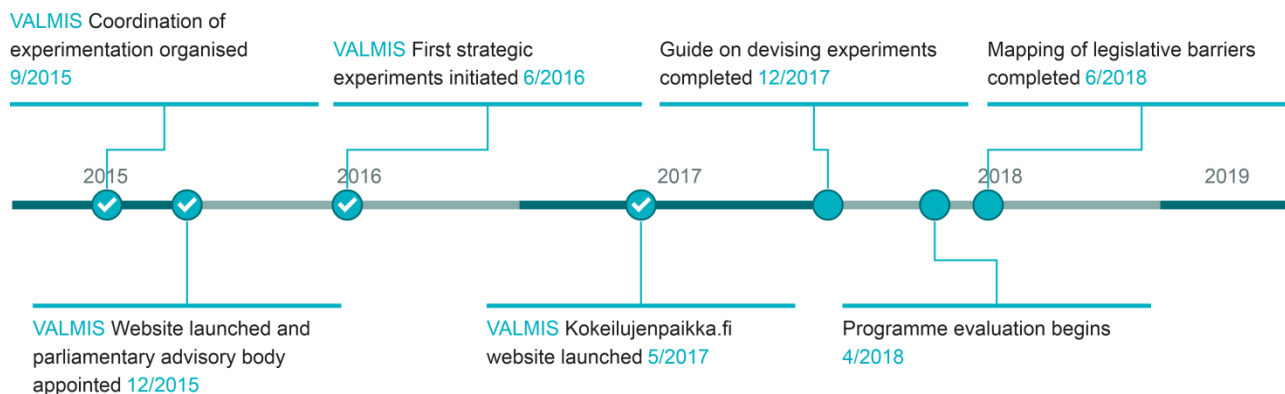 VALMIS Coordination of
experimentation organised
9/2015
VALMIS First strategic
experiments initiated 6/2016
Guide on devising experiments
completed 12/2017
Mapping of legislative barriers
completed 6/2018
2015
2016
2017
2018
2019
VALMIS Website launched and
parliamentary advisory body
appointed 12/2015
VALMIS Kokeilujenpaikka.fi
website launched 5/2017
Programme evaluation begins
4/2018